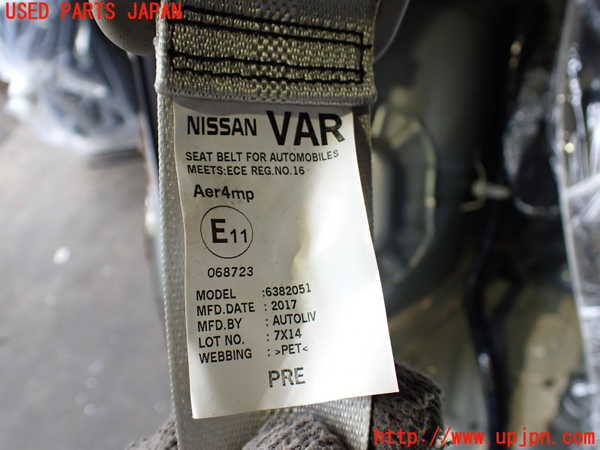 USED PARTS JAPAN
NISSAN VAR
SEAT BELT FOR AUTOMOBILES
MEETS:ECE REG.NO.16
Aer4mp
E11
068723
MODEL :6382051
MFD.DATE : 2017
MFD.BY : AUTOLIV
LOT NO. : 7X14
WEBBING : >PET<
PRE
http://www.upjpn.com/